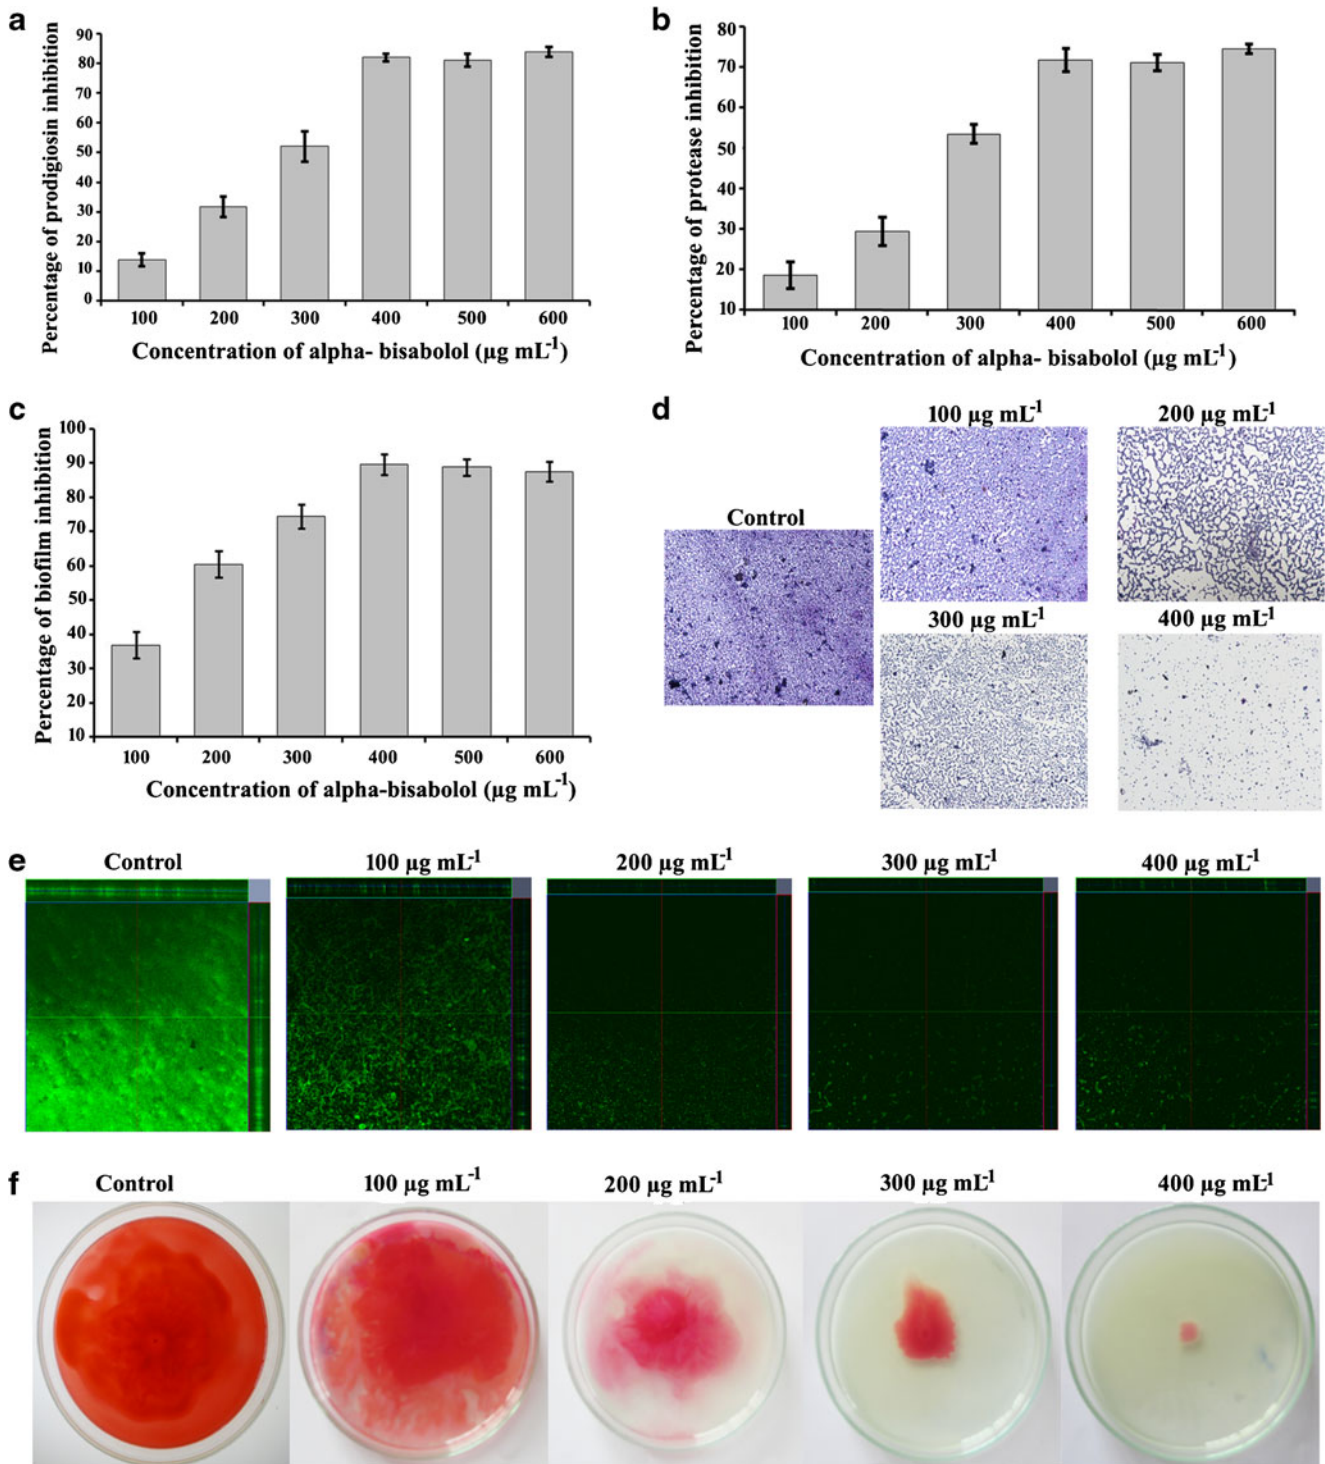 a
Percentage of prodigiosin inhibition
90
80
70
60
50
40
30
20
10
0
100 200 300 400 500 600
Concentration of alpha- bisabolol (µg mL⁻¹)
b
Percentage of protease inhibition
80
70
60
50
40
30
20
10
100 200 300 400 500 600
Concentration of alpha- bisabolol (µg mL⁻¹)
c
Percentage of biofilm inhibition
100
90
80
70
60
50
40
30
20
10
100 200 300 400 500 600
Concentration of alpha-bisabolol (µg mL⁻¹)
d
Control
100 µg mL⁻¹
200 µg mL⁻¹
300 µg mL⁻¹
400 µg mL⁻¹
e
Control 100 µg mL⁻¹ 200 µg mL⁻¹ 300 µg mL⁻¹ 400 µg mL⁻¹
f
Control 100 µg mL⁻¹ 200 µg mL⁻¹ 300 µg mL⁻¹ 400 µg mL⁻¹